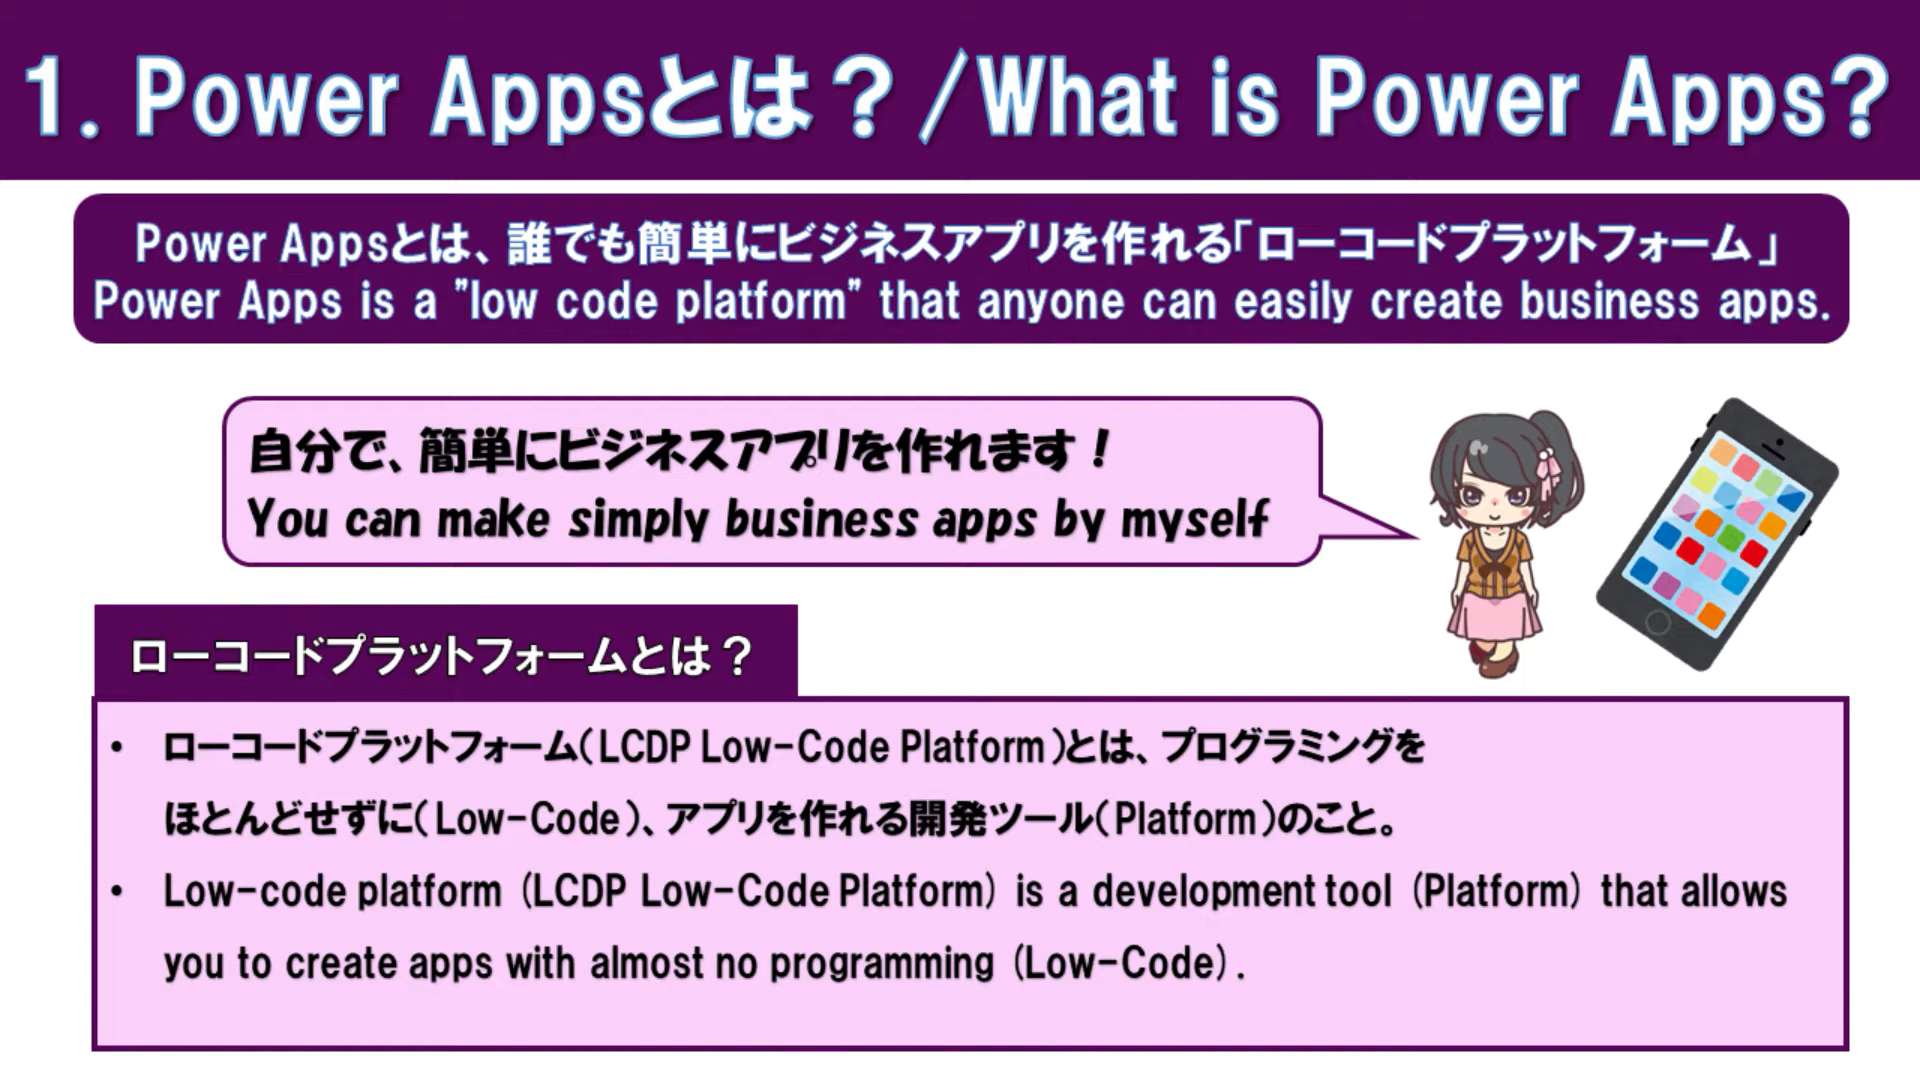 1. Power Appsとは？/What is Power Apps?
Power Appsとは、誰でも簡単にビジネスアプリを作れる「ローコードプラットフォーム」
Power Apps is a "low code platform" that anyone can easily create business apps.
自分で、簡単にビジネスアプリを作れます！
You can make simply business apps by myself
ローコードプラットフォームとは？
• ローコードプラットフォーム(LCDP Low-Code Platform)とは、プログラミングを
ほとんどせずに(Low-Code)、アプリを作れる開発ツール(Platform)のこと。
• Low-code platform (LCDP Low-Code Platform) is a development tool (Platform) that allows
you to create apps with almost no programming (Low-Code).